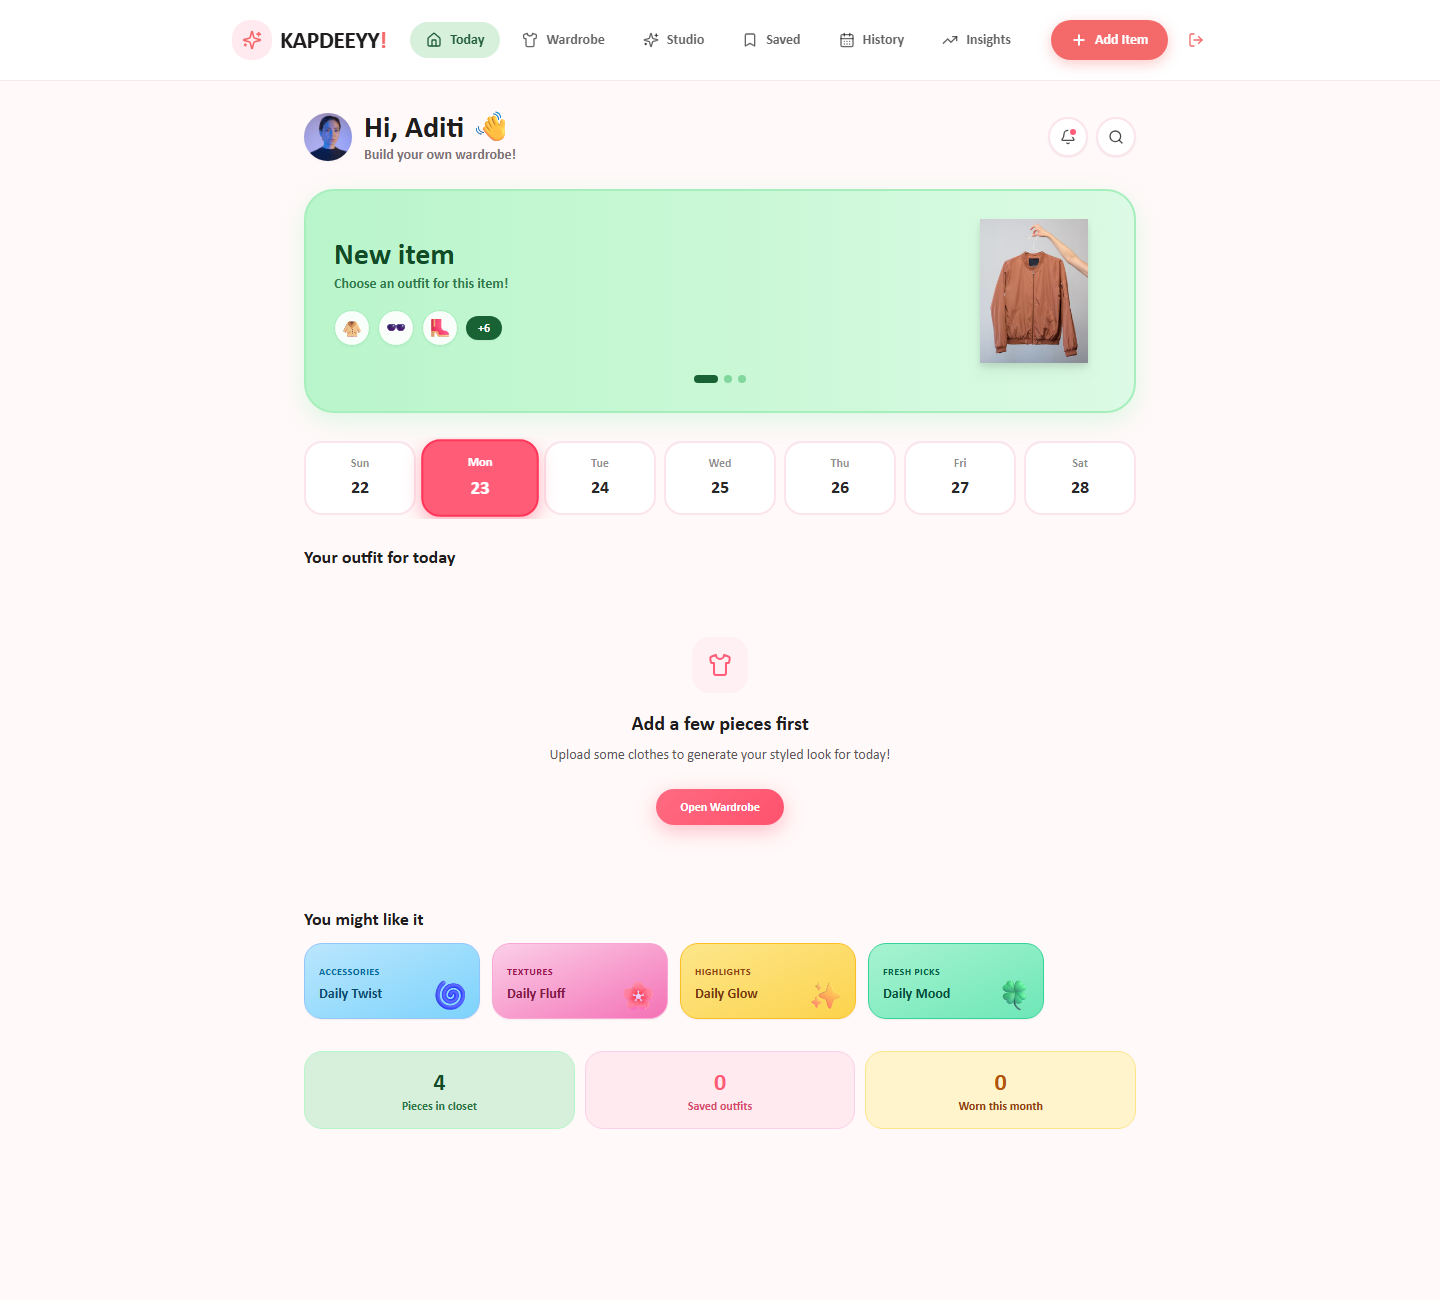 KAPDEEYY!
Today
Wardrobe
Studio
Saved
History
Insights
Add Item
Hi, Aditi 👋
Build your own wardrobe!
New item
Choose an outfit for this item!
+6
Sun
22
Mon
23
Tue
24
Wed
25
Thu
26
Fri
27
Sat
28
Your outfit for today
Add a few pieces first
Upload some clothes to generate your styled look for today!
Open Wardrobe
You might like it
ACCESSORIES
Daily Twist
TEXTURES
Daily Fluff
HIGHLIGHTS
Daily Glow
FRESH PICKS
Daily Mood
4
Pieces in closet
0
Saved outfits
0
Worn this month